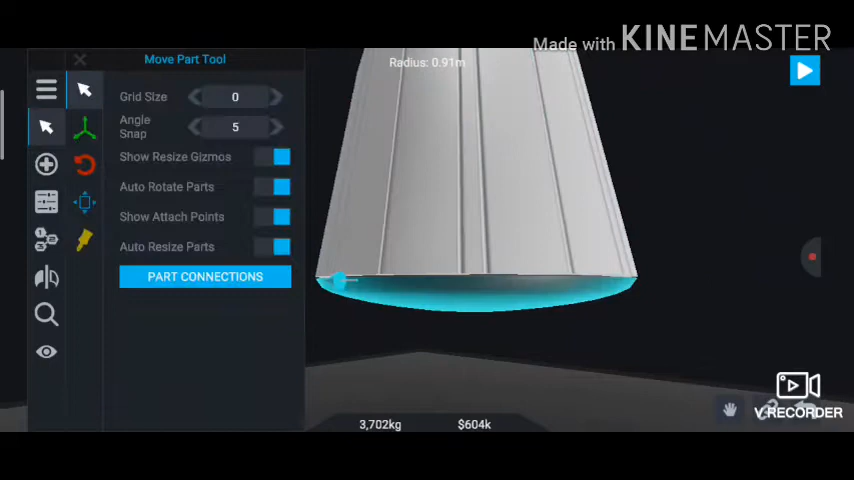 Made with KINEMASTER
Move Part Tool
Radius: 0.91m
Grid Size 0
Angle
Snap 5
Show Resize Gizmos
Auto Rotate Parts
Show Attach Points
Auto Resize Parts
PART CONNECTIONS
V.RECORDER
3,702kg $604k